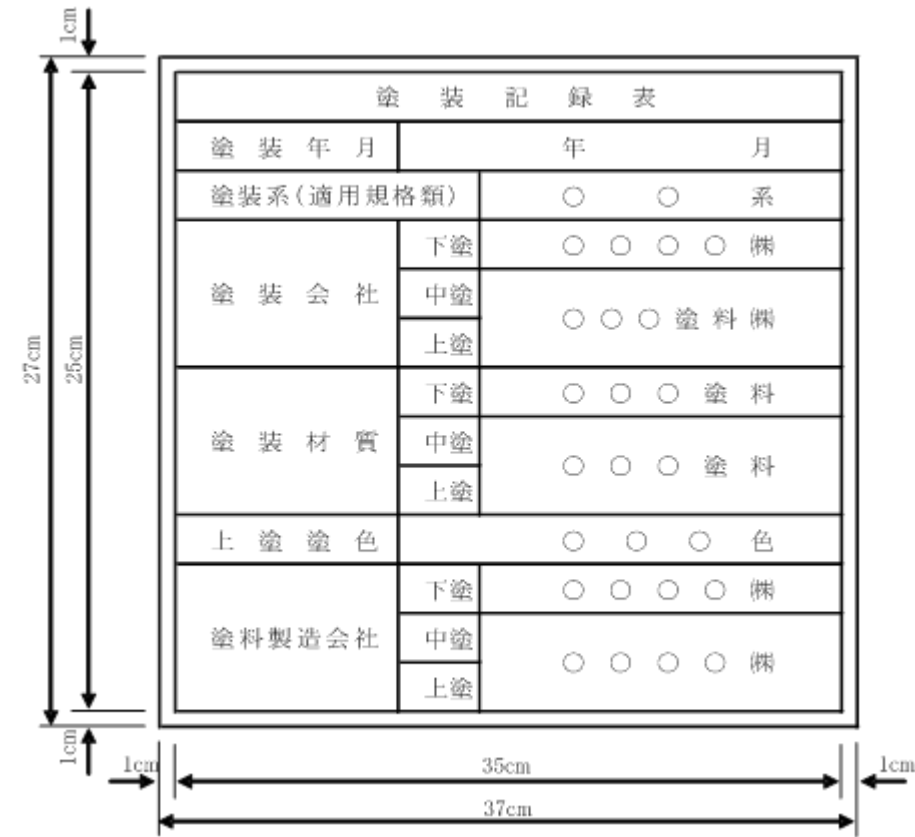 1cm
塗装記録表
塗装年月 年 月
塗装系(適用規格類) ○ ○ 系
下塗 ○○○○㈱
塗装会社 中塗
○○○塗料㈱
上塗
27cm 25cm
下塗 ○○○塗料
塗装材質 中塗
○○○塗料
上塗
上塗塗色 ○○○色
下塗 ○○○○㈱
塗料製造会社 中塗
○○○○㈱
上塗
1cm
1cm 35cm 1cm
37cm